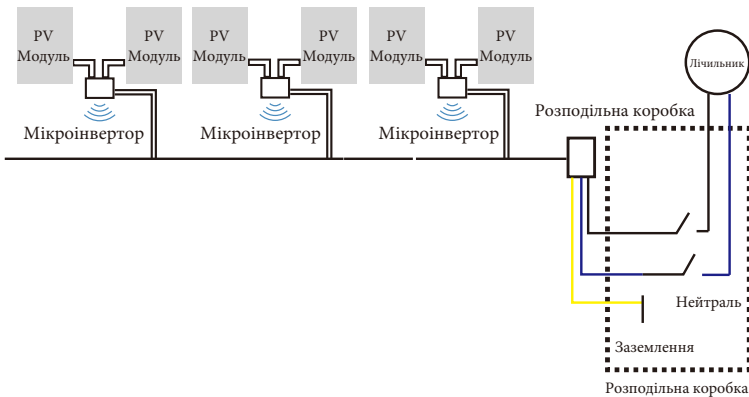 PV
Модуль
PV
Модуль
PV
Модуль
PV
Модуль
PV
Модуль
PV
Модуль
Лічильник
Мікроінвертор
Мікроінвертор
Мікроінвертор
Розподільна коробка
Нейтраль
Заземлення
Розподільна коробка